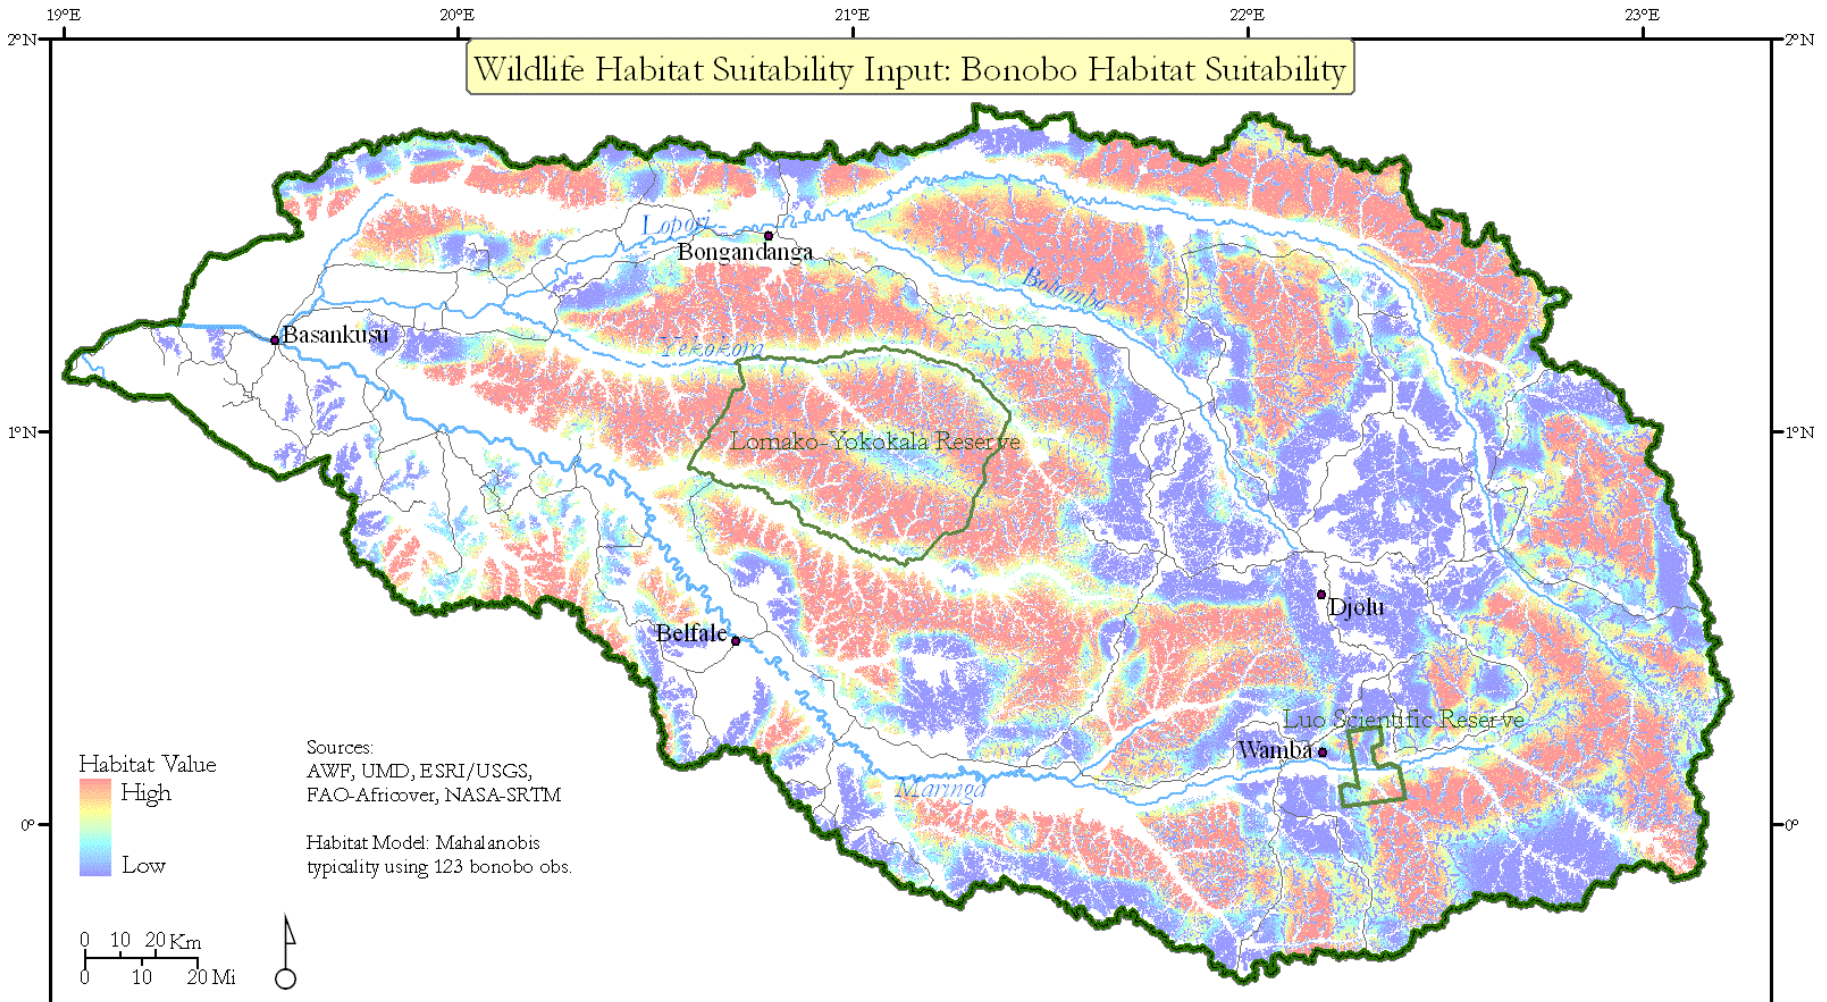 19°E
20°E
21°E
22°E
23°E
2°N
2°N
Wildlife Habitat Suitability Input: Bonobo Habitat Suitability
Lopori
Bongandanga
Bolombo
Basankusu
Yekokora
1°N
1°N
Lomako-Yokokala Reserve
Djolu
Belfale
Luo Scientific Reserve
Wamba
Maringa
Habitat Value
High
Low
Sources:
AWF, UMD, ESRI/USGS,
FAO-Africover, NASA-SRTM
Habitat Model: Mahalanobis
typicality using 123 bonobo obs.
0°
0°
0 10 20 Km
0 10 20 Mi